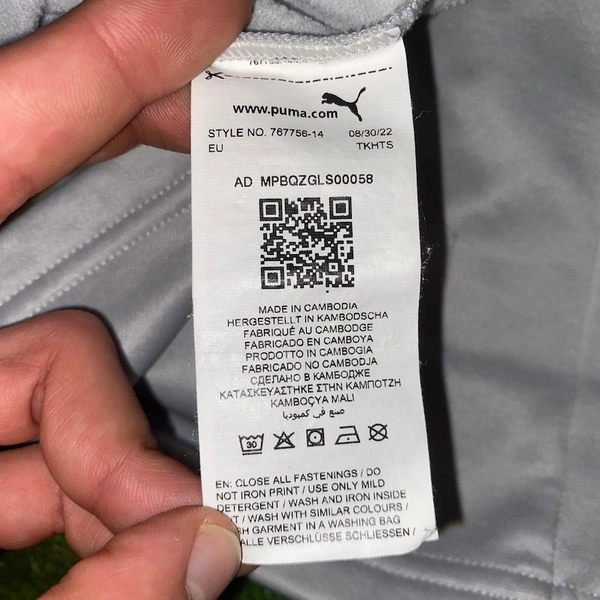 www.puma.com
STYLE NO. 767756-14 08/30/22
EU TKHTS
AD MPBQZGLS00058
MADE IN CAMBODIA
HERGESTELLT IN KAMBODSCHA
FABRIQUÉ AU CAMBODGE
FABRICADO EN CAMBOYA
PRODOTTO IN CAMBOGIA
FABRICADO NO CAMBODJA
СДЕЛАНО В КАМБОДЖЕ
ΚΑΤΑΣΚΕΥΑΣΤΗΚΕ ΣΤΗΝ ΚΑΜΠΟΤΖΗ
KAMBOÇYA MALI
صنع في كمبوديا
30
EN: CLOSE ALL FASTENINGS / DO
NOT IRON PRINT / USE ONLY MILD
DETERGENT / WASH AND IRON INSIDE
/ WASH WITH SIMILAR COLOURS /
GARMENT IN A WASHING BAG
ALLE VERSCHLÜSSE SCHLIESSEN /